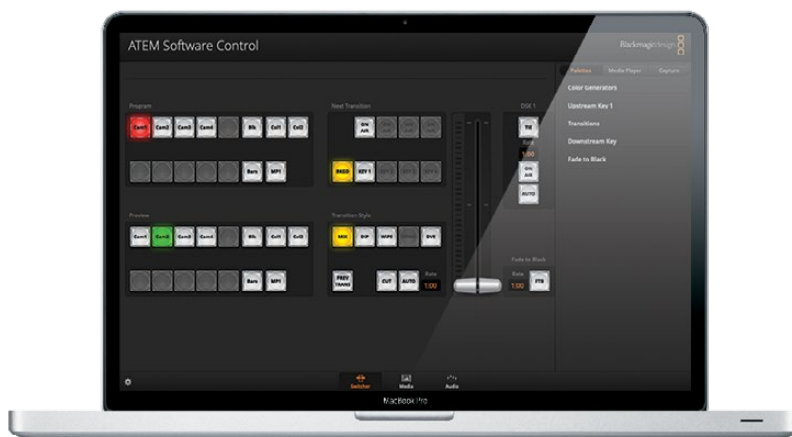 ATEM Software Control
Blackmagicdesign
Palettes Media Player Capture
Color Generators
Upstream Key 1
Transitions
Downstream Key
Fade to Black
Program
Cam1 Cam2 Cam3 Cam4 Blk Col1 Col2
Bars MP1
Next Transition
ON AIR
BKGD KEY 1
DSK 1
TIE
Rate
1:00
ON AIR
AUTO
Preview
Cam1 Cam2 Cam3 Cam4 Blk Col1 Col2
Bars MP1
Transition Style
MIX DIP WIPE DVE
PREV TRANS CUT AUTO
Rate
1:00
Fade to Black
Rate
1:00 FTB
Switcher Media Audio
MacBook Pro